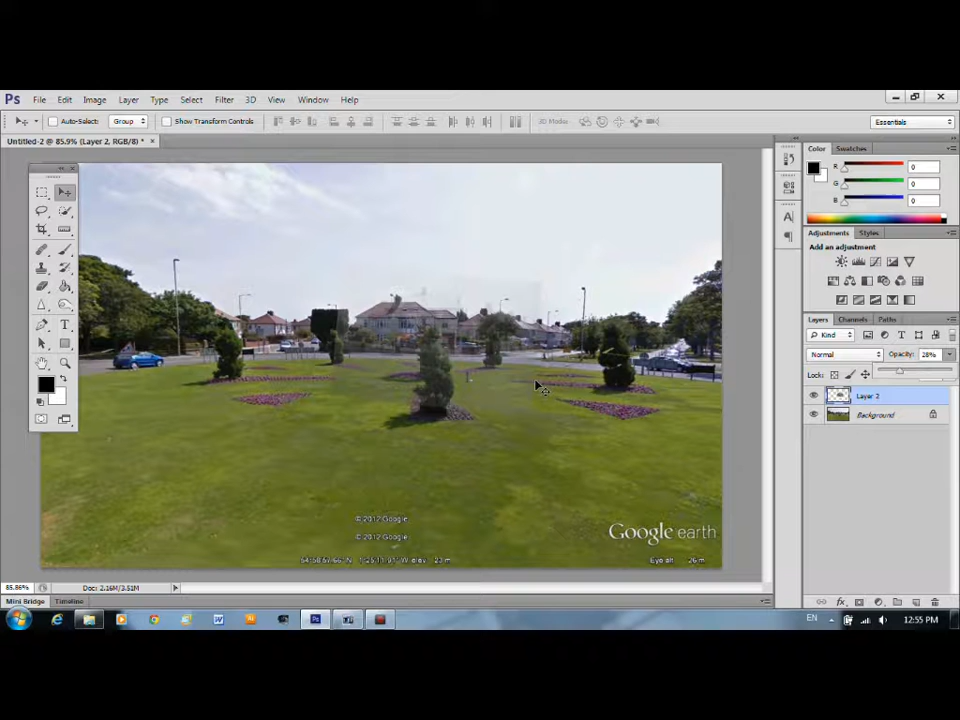 Ps File Edit Image Layer Type Select Filter 3D View Window Help
Auto-Select: Group Show Transform Controls 3D Mode: Essentials
Untitled-2 @ 85.9% (Layer 2, RGB/8) * ×
Color Swatches
R 0
G 0
B 0
Adjustments Styles
Add an adjustment
Layers Channels Paths
Kind
Normal Opacity: 28%
Lock:
Layer 2
Background
© 2012 Google
© 2012 Google
Google earth
Eye alt 26 m
85.86% Doc: 2.16M/3.51M
Mini Bridge Timeline
EN 12:55 PM